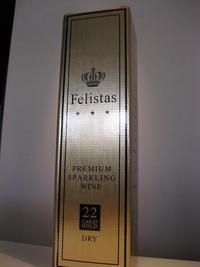 Felistas
PREMIUM
SPARKLING
WINE
22
CARAT
GOLD
DRY